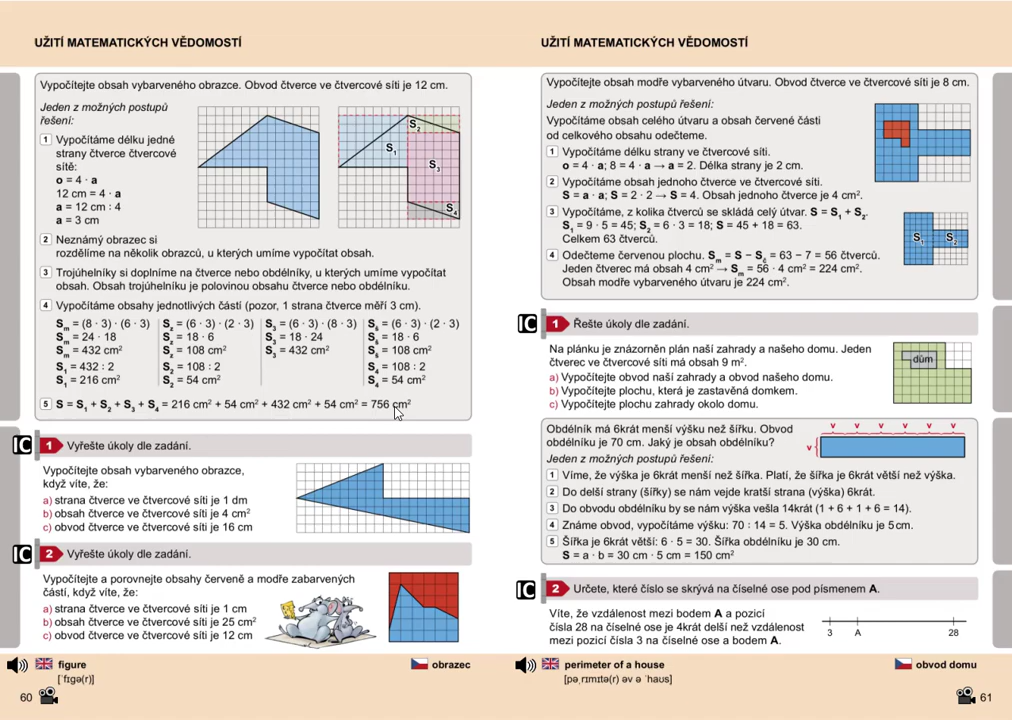 UŽITÍ MATEMATICKÝCH VĚDOMOSTÍ
Vypočítejte obsah vybarveného obrazce. Obvod čtverce ve čtvercové síti je 12 cm.
Jeden z možných postupů
řešení:
1 Vypočítáme délku jedné
strany čtverce čtvercové
sítě:
o = 4 · a
12 cm = 4 · a
a = 12 cm : 4
a = 3 cm
S₂
S₁
S₃
S₄
2 Neznámý obrazec si
rozdělíme na několik obrazců, u kterých umíme vypočítat obsah.
3 Trojúhelníky si doplníme na čtverce nebo obdélníky, u kterých umíme vypočítat
obsah. Obsah trojúhelníku je polovinou obsahu čtverce nebo obdélníku.
4 Vypočítáme obsahy jednotlivých částí (pozor, 1 strana čtverce měří 3 cm).
Sₘ = (8 · 3) · (6 · 3) S_z = (6 · 3) · (2 · 3) S₃ = (6 · 3) · (8 · 3) Sₛ = (6 · 3) · (2 · 3)
Sₘ = 24 · 18 S_z = 18 · 6 S₃ = 18 · 24 Sₛ = 18 · 6
Sₘ = 432 cm² S_z = 108 cm² S₃ = 432 cm² Sₛ = 108 cm²
S₁ = 432 : 2 S₂ = 108 : 2 S₄ = 108 : 2
S₁ = 216 cm² S₂ = 54 cm² S₄ = 54 cm²
5 S = S₁ + S₂ + S₃ + S₄ = 216 cm² + 54 cm² + 432 cm² + 54 cm² = 756 cm²
IC 1 Vyřešte úkoly dle zadání.
Vypočítejte obsah vybarveného obrazce,
když víte, že:
a) strana čtverce ve čtvercové síti je 1 dm
b) obsah čtverce ve čtvercové síti je 4 cm²
c) obvod čtverce ve čtvercové síti je 16 cm
IC 2 Vyřešte úkoly dle zadání.
Vypočítejte a porovnejte obsahy červeně a modře zabarvených
částí, když víte, že:
a) strana čtverce ve čtvercové síti je 1 cm
b) obsah čtverce ve čtvercové síti je 25 cm²
c) obvod čtverce ve čtvercové síti je 12 cm
figure
[ˈfɪgə(r)]
obrazec
60
UŽITÍ MATEMATICKÝCH VĚDOMOSTÍ
Vypočítejte obsah modře vybarveného útvaru. Obvod čtverce ve čtvercové síti je 8 cm.
Jeden z možných postupů řešení:
Vypočítáme obsah celého útvaru a obsah červené části
od celkového obsahu odečteme.
1 Vypočítáme délku strany ve čtvercové síti.
o = 4 · a; 8 = 4 · a → a = 2. Délka strany je 2 cm.
2 Vypočítáme obsah jednoho čtverce ve čtvercové síti.
S = a · a; S = 2 · 2 → S = 4. Obsah jednoho čtverce je 4 cm².
3 Vypočítáme, z kolika čtverců se skládá celý útvar. S = S₁ + S₂.
S₁ = 9 · 5 = 45; S₂ = 6 · 3 = 18; S = 45 + 18 = 63.
Celkem 63 čtverců.
S₁ S₂
4 Odečteme červenou plochu. Sₘ = S – S_č = 63 – 7 = 56 čtverců.
Jeden čtverec má obsah 4 cm² → Sₘ = 56 · 4 cm² = 224 cm².
Obsah modře vybarveného útvaru je 224 cm².
IC 1 Řešte úkoly dle zadání.
Na plánku je znázorněn plán naší zahrady a našeho domu. Jeden
čtverec ve čtvercové síti má obsah 9 m².
a) Vypočítejte obvod naší zahrady a obvod našeho domu.
b) Vypočítejte plochu, která je zastavěná domkem.
c) Vypočítejte plochu zahrady okolo domu.
dům
Obdélník má 6krát menší výšku než šířku. Obvod
obdélníku je 70 cm. Jaký je obsah obdélníku?
v v v v v v
v
Jeden z možných postupů řešení:
1 Víme, že výška je 6krát menší než šířka. Platí, že šířka je 6krát větší než výška.
2 Do delší strany (šířky) se nám vejde kratší strana (výška) 6krát.
3 Do obvodu obdélníku by se nám výška vešla 14krát (1 + 6 + 1 + 6 = 14).
4 Známe obvod, vypočítáme výšku: 70 : 14 = 5. Výška obdélníku je 5 cm.
5 Šířka je 6krát větší: 6 · 5 = 30. Šířka obdélníku je 30 cm.
S = a · b = 30 cm · 5 cm = 150 cm²
IC 2 Určete, které číslo se skrývá na číselné ose pod písmenem A.
Víte, že vzdálenost mezi bodem A a pozicí
čísla 28 na číselné ose je 4krát delší než vzdálenost
mezi pozicí čísla 3 na číselné ose a bodem A.
3 A 28
perimeter of a house
[pəˌrɪmɪtə(r) əv ə ˈhaʊs]
obvod domu
61